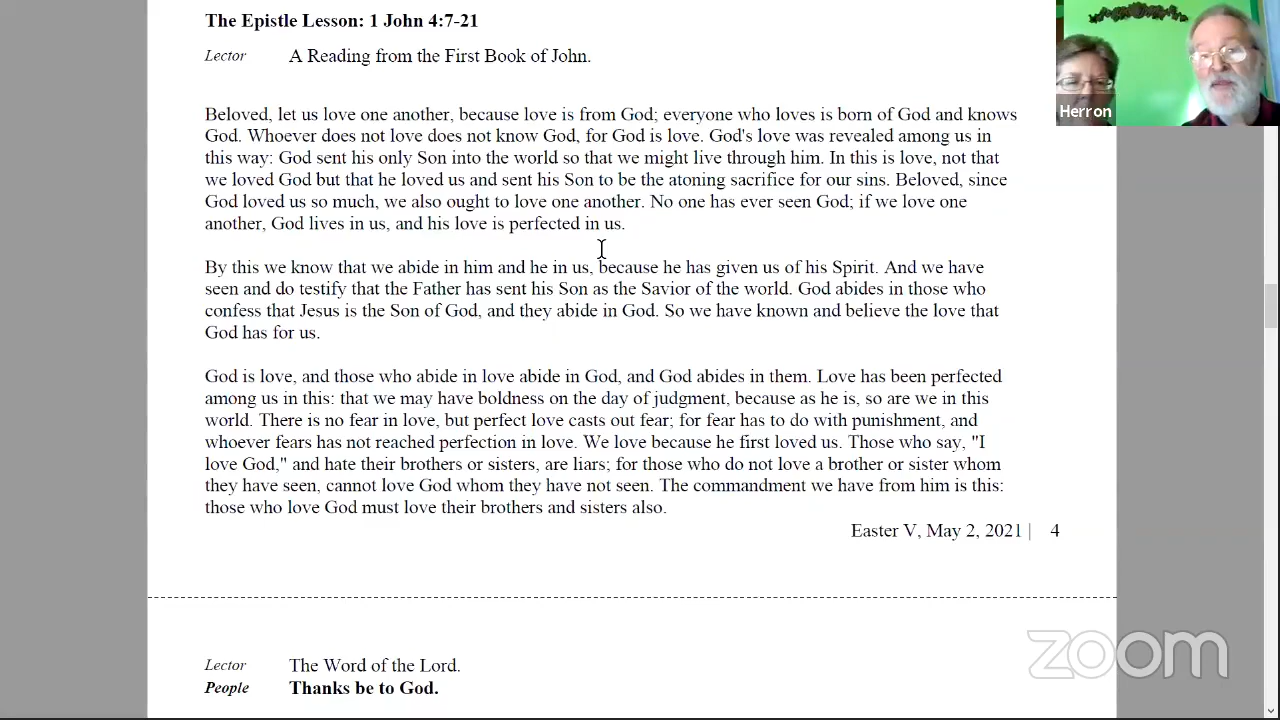 The Epistle Lesson: 1 John 4:7-21
Lector A Reading from the First Book of John.
Herron
Beloved, let us love one another, because love is from God; everyone who loves is born of God and knows
God. Whoever does not love does not know God, for God is love. God's love was revealed among us in
this way: God sent his only Son into the world so that we might live through him. In this is love, not that
we loved God but that he loved us and sent his Son to be the atoning sacrifice for our sins. Beloved, since
God loved us so much, we also ought to love one another. No one has ever seen God; if we love one
another, God lives in us, and his love is perfected in us.
By this we know that we abide in him and he in us, because he has given us of his Spirit. And we have
seen and do testify that the Father has sent his Son as the Savior of the world. God abides in those who
confess that Jesus is the Son of God, and they abide in God. So we have known and believe the love that
God has for us.
God is love, and those who abide in love abide in God, and God abides in them. Love has been perfected
among us in this: that we may have boldness on the day of judgment, because as he is, so are we in this
world. There is no fear in love, but perfect love casts out fear; for fear has to do with punishment, and
whoever fears has not reached perfection in love. We love because he first loved us. Those who say, "I
love God," and hate their brothers or sisters, are liars; for those who do not love a brother or sister whom
they have seen, cannot love God whom they have not seen. The commandment we have from him is this:
those who love God must love their brothers and sisters also.
Easter V, May 2, 2021 | 4
Lector The Word of the Lord.
People Thanks be to God.
zoom